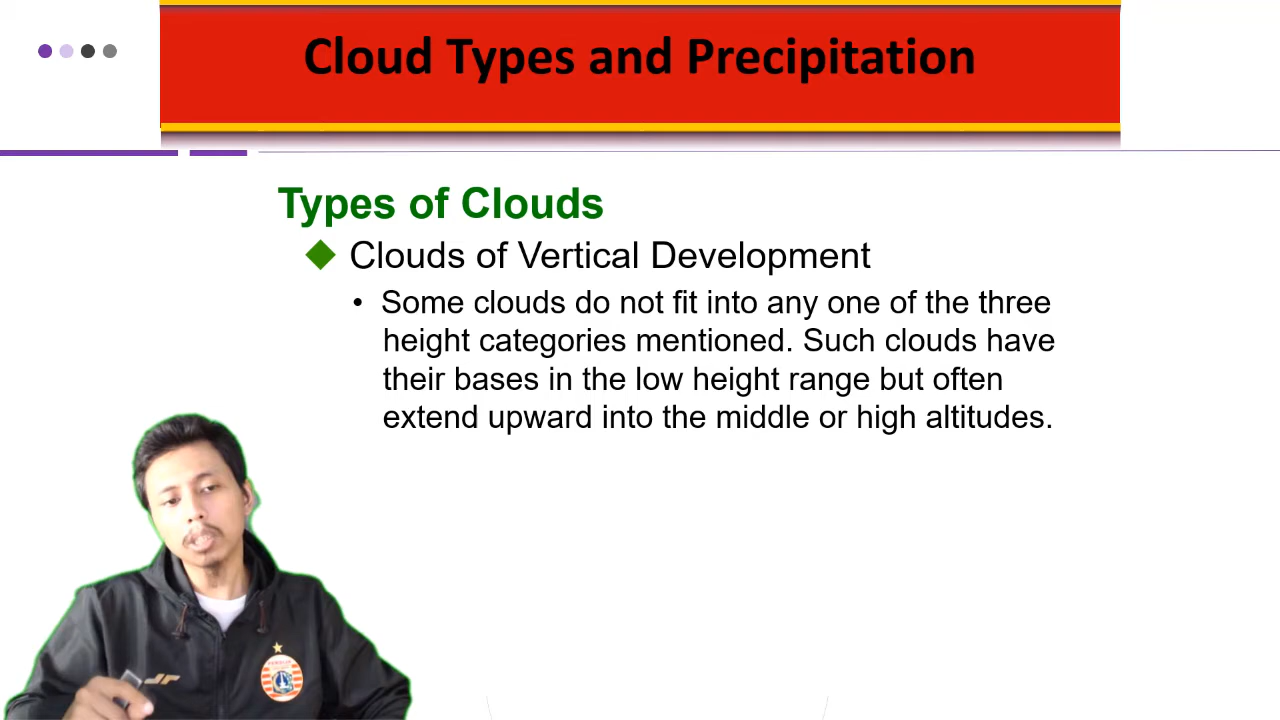 Cloud Types and Precipitation
Types of Clouds
Clouds of Vertical Development
• Some clouds do not fit into any one of the three
height categories mentioned. Such clouds have
their bases in the low height range but often
extend upward into the middle or high altitudes.
PERSIJA